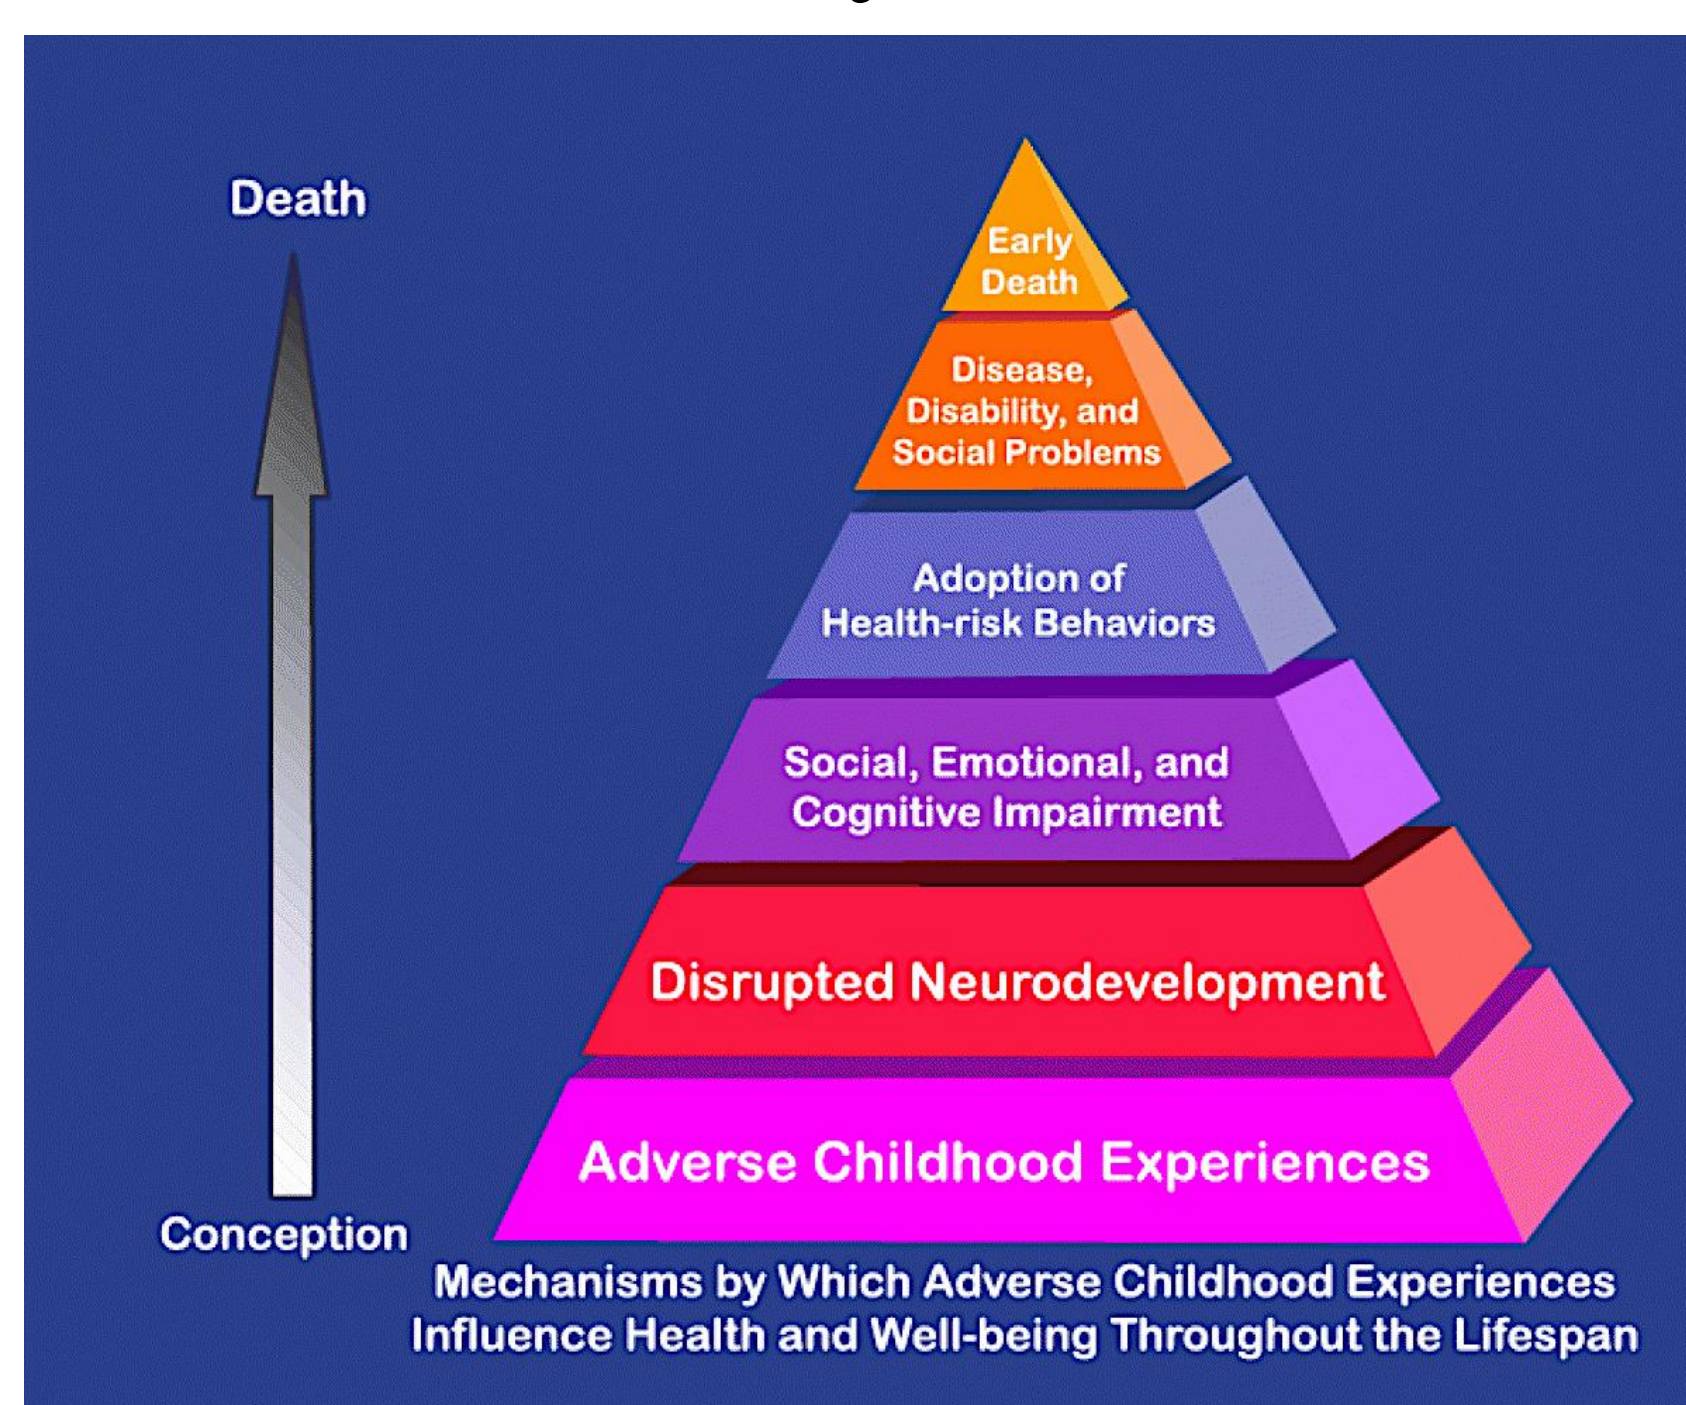 Death
Early
Death
Disease,
Disability, and
Social Problems
Adoption of
Health-risk Behaviors
Social, Emotional, and
Cognitive Impairment
Disrupted Neurodevelopment
Adverse Childhood Experiences
Conception
Mechanisms by Which Adverse Childhood Experiences
Influence Health and Well-being Throughout the Lifespan